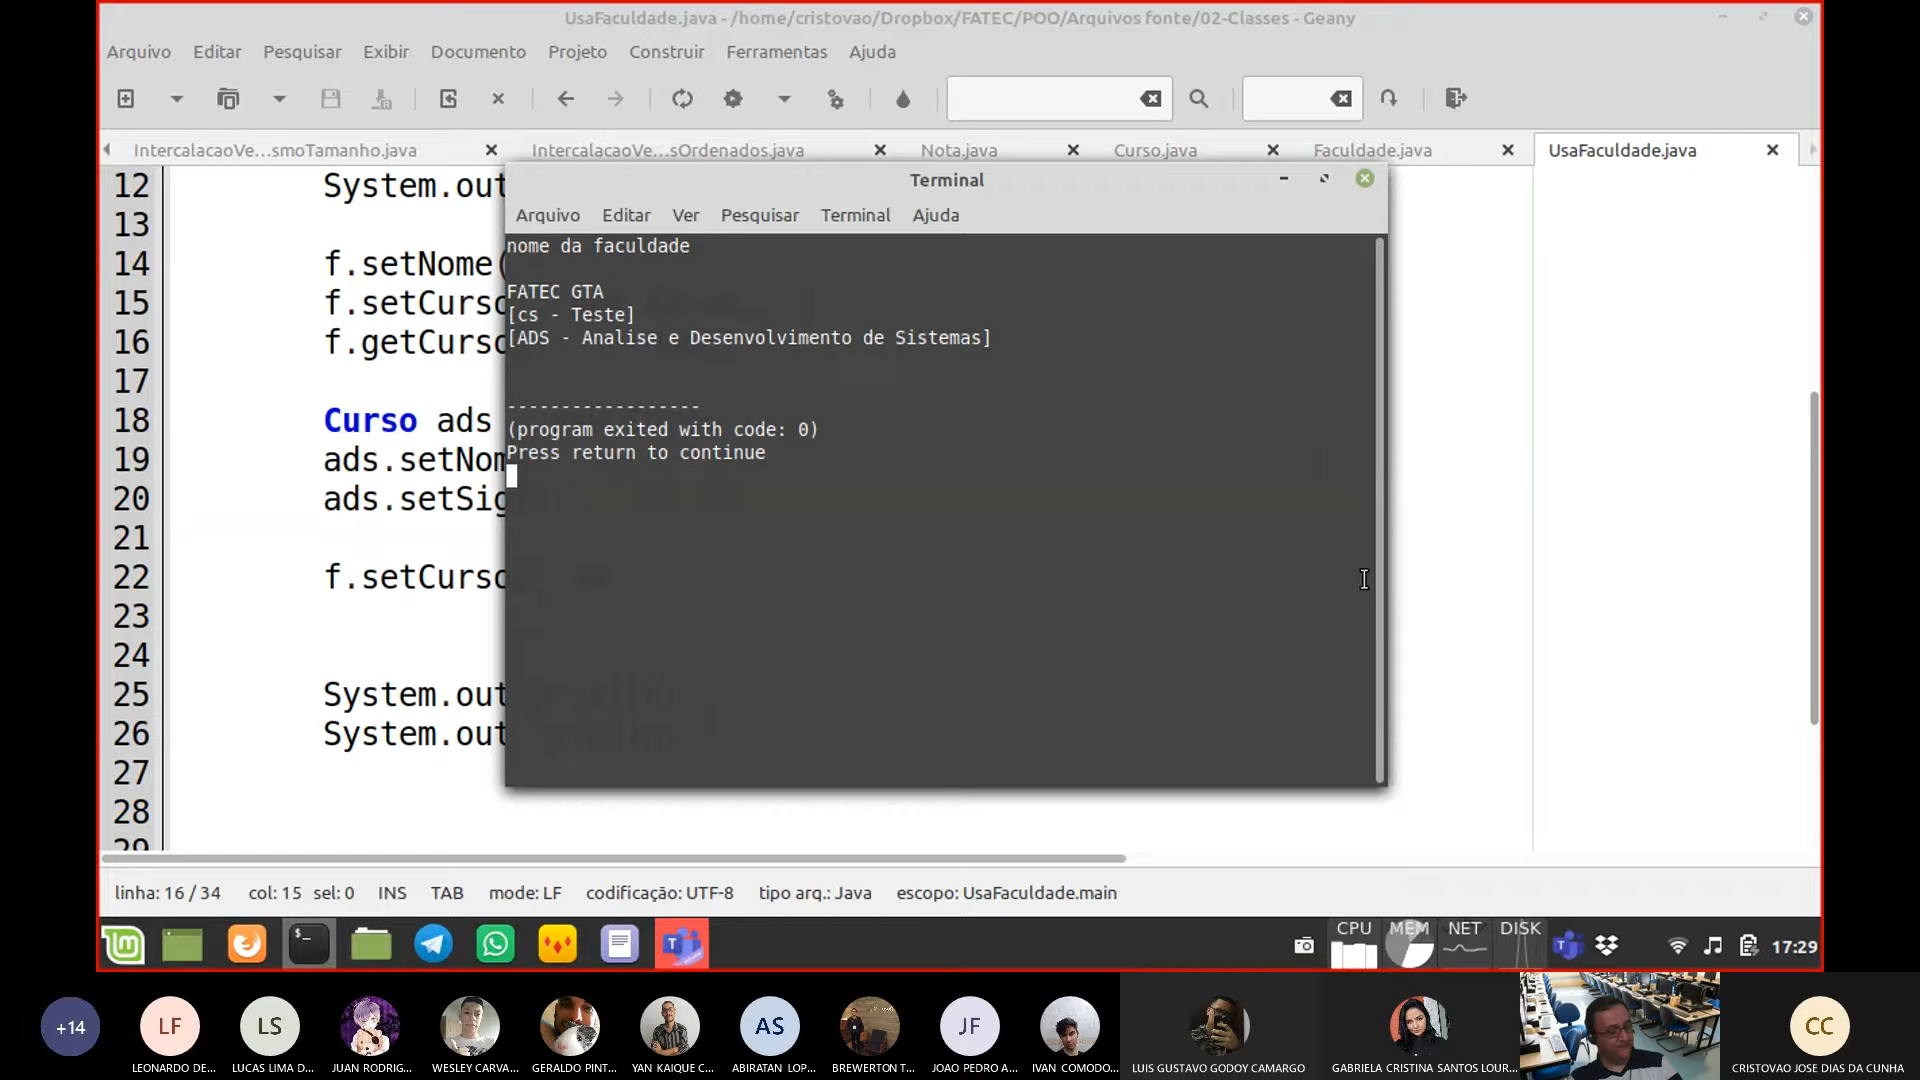 UsaFaculdade.java - /home/cristovao/Dropbox/FATEC/POO/Arquivos fonte/02-Classes - Geany
Arquivo Editar Pesquisar Exibir Documento Projeto Construir Ferramentas Ajuda
IntercalacaoVe...smoTamanho.java IntercalacaoVe...sOrdenados.java Nota.java Curso.java Faculdade.java UsaFaculdade.java
Terminal
Arquivo Editar Ver Pesquisar Terminal Ajuda
nome da faculdade
FATEC GTA
[cs - Teste]
[ADS - Analise e Desenvolvimento de Sistemas]
------------------
(program exited with code: 0)
Press return to continue
12 System.out
13
14 f.setNome(
15 f.setCurso
16 f.getCurso
17
18 Curso ads
19 ads.setNom
20 ads.setSig
21
22 f.setCurso
23
24
25 System.out
26 System.out
27
28
29
linha: 16 / 34 col: 15 sel: 0 INS TAB mode: LF codificação: UTF-8 tipo arq.: Java escopo: UsaFaculdade.main
CPU MEM NET DISK 17:29
+14 LF LS AS JF CC
LEONARDO DE... LUCAS LIMA D... JUAN RODRIG... WESLEY CARVA... GERALDO PINT... YAN KAIQUE C... ABIRATAN LOP... BREWERTON T... JOAO PEDRO A... IVAN COMODO... LUIS GUSTAVO GODOY CAMARGO GABRIELA CRISTINA SANTOS LOUR... CRISTOVAO JOSE DIAS DA CUNHA